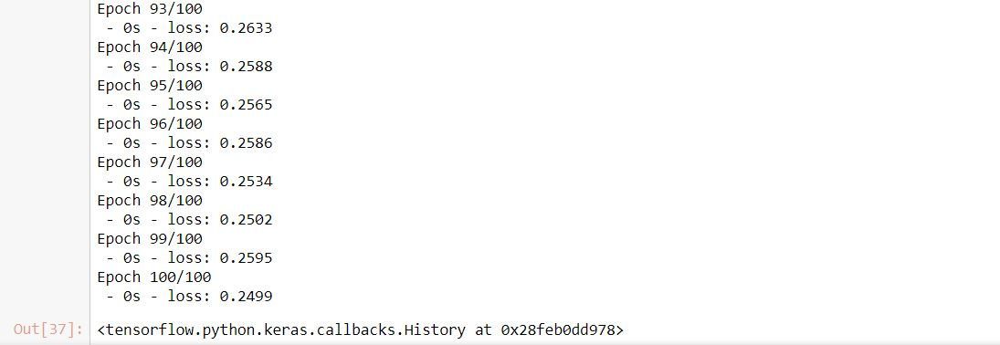 Epoch 93/100
 - 0s - loss: 0.2633
Epoch 94/100
 - 0s - loss: 0.2588
Epoch 95/100
 - 0s - loss: 0.2565
Epoch 96/100
 - 0s - loss: 0.2586
Epoch 97/100
 - 0s - loss: 0.2534
Epoch 98/100
 - 0s - loss: 0.2502
Epoch 99/100
 - 0s - loss: 0.2595
Epoch 100/100
 - 0s - loss: 0.2499
Out[37]: <tensorflow.python.keras.callbacks.History at 0x28feb0dd978>